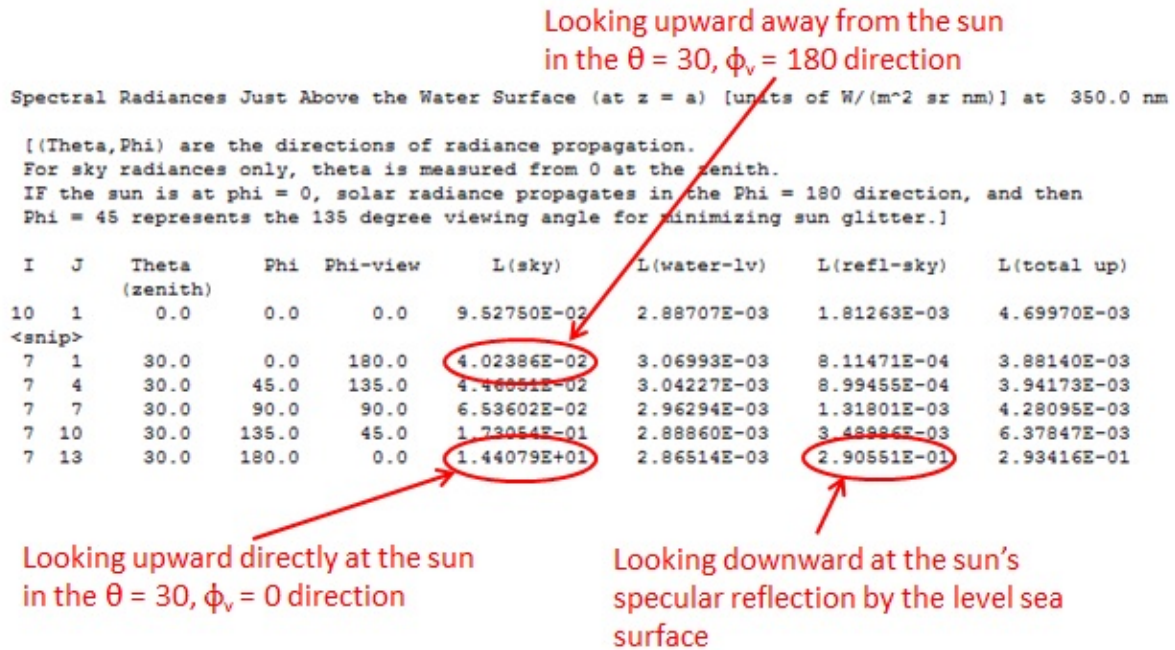 Looking upward away from the sun
in the θ = 30, ϕv = 180 direction
Spectral Radiances Just Above the Water Surface (at z = a) [units of W/(m^2 sr nm)] at 350.0 nm
[(Theta,Phi) are the directions of radiance propagation.
For sky radiances only, theta is measured from 0 at the zenith.
IF the sun is at phi = 0, solar radiance propagates in the Phi = 180 direction, and then
Phi = 45 represents the 135 degree viewing angle for minimizing sun glitter.]
I J Theta Phi Phi-view L(sky) L(water-lv) L(refl-sky) L(total up)
(zenith)
10 1 0.0 0.0 0.0 9.52750E-02 2.88707E-03 1.81263E-03 4.69970E-03
<snip>
7 1 30.0 0.0 180.0 4.02386E-02 3.06993E-03 8.11471E-04 3.88140E-03
7 4 30.0 45.0 135.0 4.46051E-02 3.04227E-03 8.99455E-04 3.94173E-03
7 7 30.0 90.0 90.0 6.53602E-02 2.96294E-03 1.31801E-03 4.28095E-03
7 10 30.0 135.0 45.0 1.73054E-01 2.88860E-03 3.48986E-03 6.37847E-03
7 13 30.0 180.0 0.0 1.44079E+01 2.86514E-03 2.90551E-01 2.93416E-01
Looking upward directly at the sun
in the θ = 30, ϕv = 0 direction
Looking downward at the sun's
specular reflection by the level sea
surface